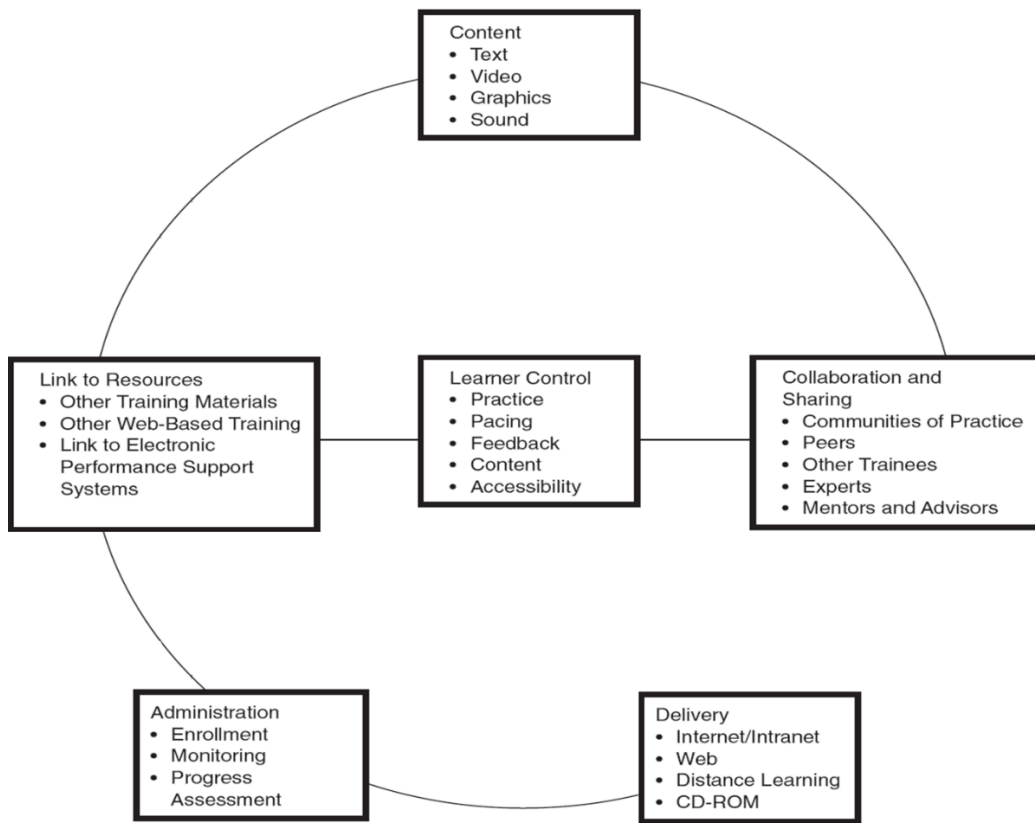 Content
• Text
• Video
• Graphics
• Sound
Link to Resources
• Other Training Materials
• Other Web-Based Training
• Link to Electronic
Performance Support
Systems
Learner Control
• Practice
• Pacing
• Feedback
• Content
• Accessibility
Collaboration and
Sharing
• Communities of Practice
• Peers
• Other Trainees
• Experts
• Mentors and Advisors
Administration
• Enrollment
• Monitoring
• Progress
Assessment
Delivery
• Internet/Intranet
• Web
• Distance Learning
• CD-ROM